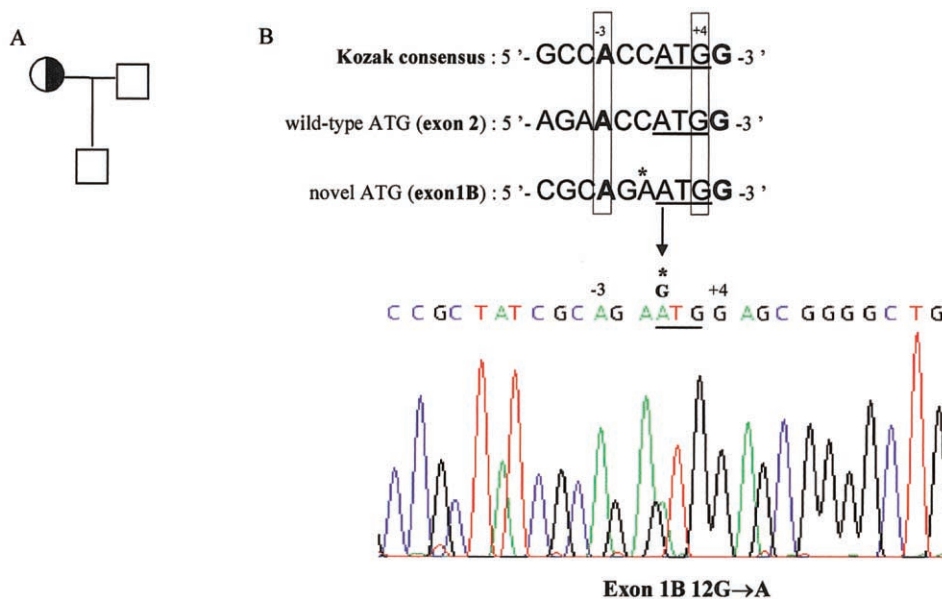 A
B
-3 +4
Kozak consensus : 5 '- GCCACCATGG -3 '
wild-type ATG (exon 2) : 5 '- AGAACCATGG -3 '
*
novel ATG (exon1B) : 5 '- CGCAGAATGG -3 '
*
-3 G +4
C C G C T A T C G C A G A A T G G A G C G G G G C T G
Exon 1B 12G→A